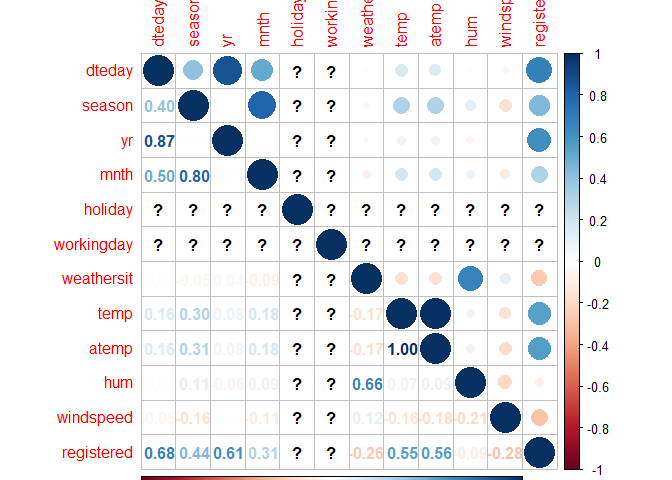 dteday season yr mnth holiday workin weathe temp atemp hum windsp registe
1
dteday ? ?
0.8
season 0.40 ? ?
0.6
yr 0.87 ? ?
mnth 0.50 0.80 ? ?
0.4
0.2
holiday ? ? ? ? ? ? ? ? ? ? ?
workingday ? ? ? ? ? ? ? ? ? ? ?
0
weathersit -0.05 0.04 -0.09 ? ?
-0.2
temp 0.16 0.30 0.08 0.18 ? ? -0.17
-0.4
atemp 0.16 0.31 0.08 0.18 ? ? -0.17 1.00
hum 0.11 -0.06 0.09 ? ? 0.66 0.07 0.09
-0.6
windspeed -0.05 -0.16 -0.11 ? ? 0.12 -0.16 -0.18 -0.21
-0.8
registered 0.68 0.44 0.61 0.31 ? ? -0.26 0.55 0.56 -0.09 -0.28
-1